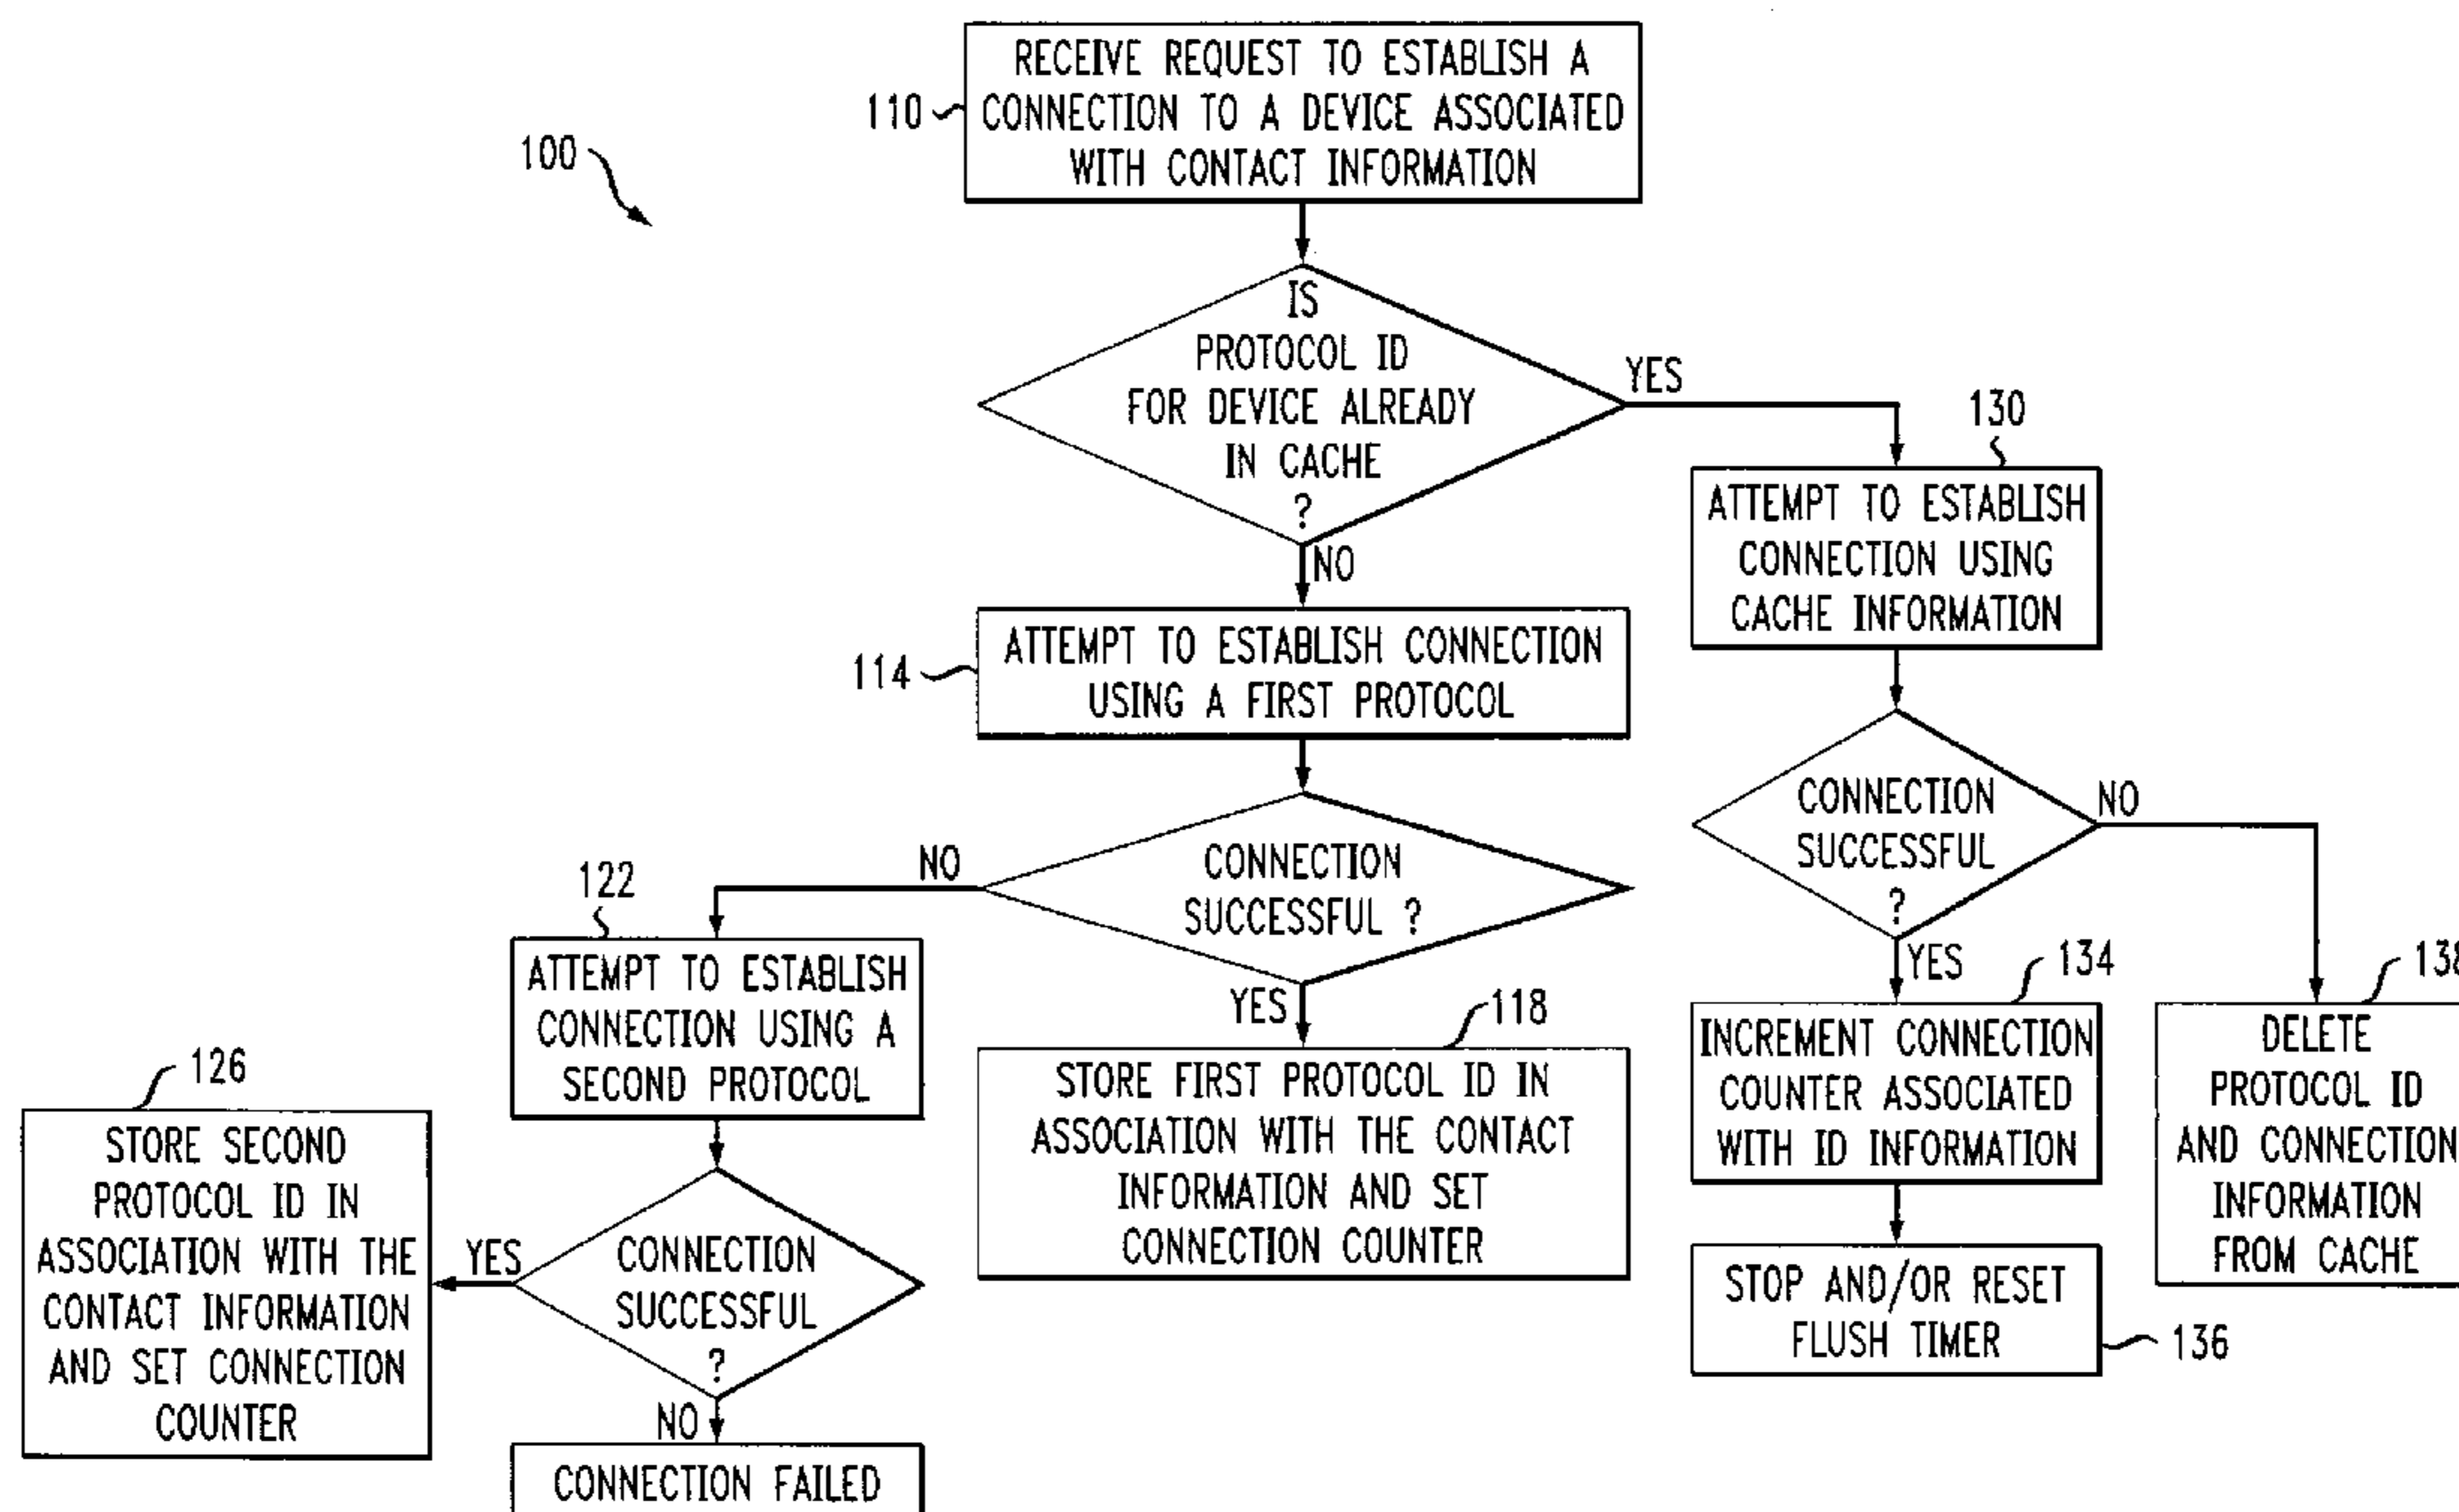 RECEIVE REQUEST TO ESTABLISH A
CONNECTION TO A DEVICE ASSOCIATED
WITH CONTACT INFORMATION
110
100
IS
PROTOCOL ID
FOR DEVICE ALREADY
IN CACHE
?
YES
NO
130
ATTEMPT TO ESTABLISH
CONNECTION USING
CACHE INFORMATION
114
ATTEMPT TO ESTABLISH CONNECTION
USING A FIRST PROTOCOL
CONNECTION
SUCCESSFUL
?
NO
YES
CONNECTION
SUCCESSFUL ?
NO
YES
122
ATTEMPT TO ESTABLISH
CONNECTION USING A
SECOND PROTOCOL
118
STORE FIRST PROTOCOL ID IN
ASSOCIATION WITH THE CONTACT
INFORMATION AND SET
CONNECTION COUNTER
134
INCREMENT CONNECTION
COUNTER ASSOCIATED
WITH ID INFORMATION
138
DELETE
PROTOCOL ID
AND CONNECTION
INFORMATION
FROM CACHE
126
STORE SECOND
PROTOCOL ID IN
ASSOCIATION WITH THE
CONTACT INFORMATION
AND SET CONNECTION
COUNTER
YES
CONNECTION
SUCCESSFUL
?
NO
STOP AND/OR RESET
FLUSH TIMER
136
CONNECTION FAILED